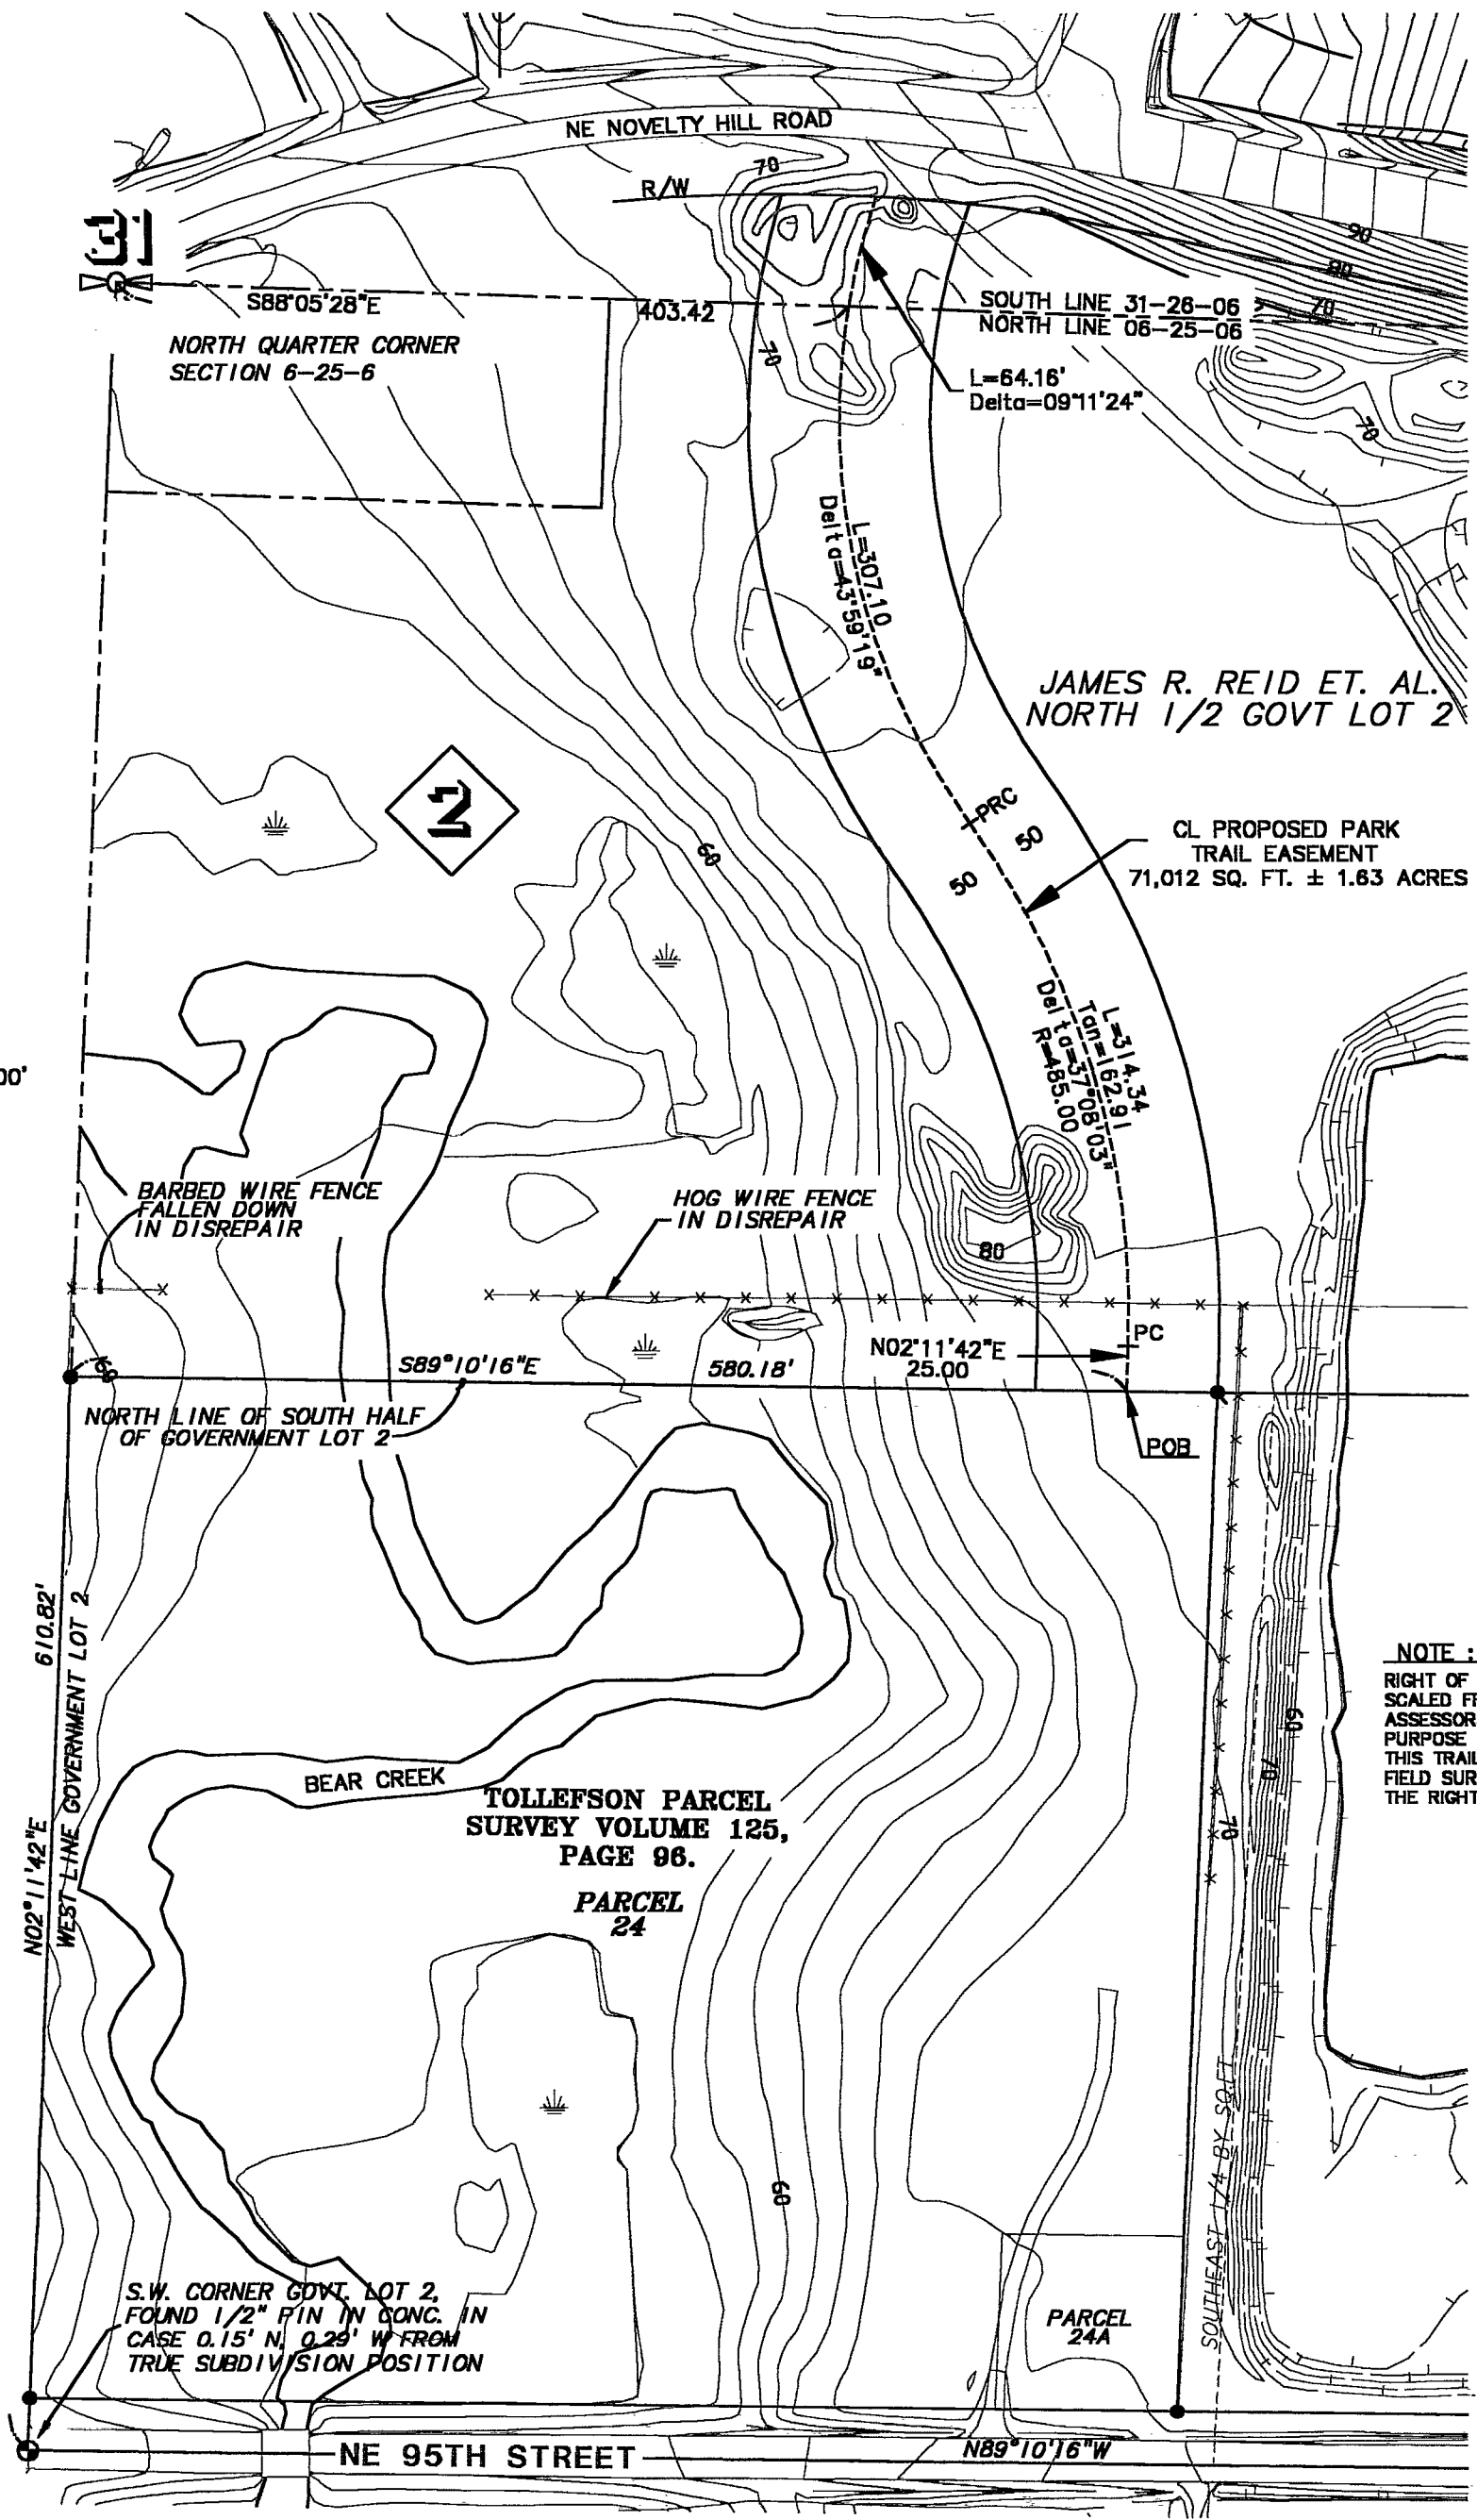 NE NOVELTY HILL ROAD
70
R/W
31
90
80
S88°05'28"E
403.42
SOUTH LINE 31-26-06
NORTH LINE 06-25-06
70
NORTH QUARTER CORNER
SECTION 6-25-6
70
L=64.16'
Delta=09°11'24"
70
L=307.10
Delta=43°59'19"
JAMES R. REID ET. AL.
NORTH 1/2 GOVT LOT 2
2
PRC
50
50
60
CL PROPOSED PARK
TRAIL EASEMENT
71,012 SQ. FT. ± 1.63 ACRES
L=314.34
Tan=162.91
Delta=37°08'03"
R=485.00
00'
BARBED WIRE FENCE
FALLEN DOWN
IN DISREPAIR
HOG WIRE FENCE
IN DISREPAIR
80
PC
N02°11'42"E
25.00
60
S89°10'16"E
580.18'
NORTH LINE OF SOUTH HALF
OF GOVERNMENT LOT 2
POB
610.82'
N02°11'42"E
WEST LINE GOVERNMENT LOT 2
NOTE :
RIGHT OF
SCALED FR
ASSESSOR
PURPOSE
THIS TRAIL
FIELD SUR
THE RIGHT
60
70
70
BEAR CREEK
TOLLEFSON PARCEL
SURVEY VOLUME 125,
PAGE 96.
PARCEL
24
60
SOUTHEAST 1/4 BY SQ.FT
S.W. CORNER GOVT. LOT 2,
FOUND 1/2" PIN IN CONC. IN
CASE 0.15' N, 0.29' W FROM
TRUE SUBDIVISION POSITION
PARCEL
24A
NE 95TH STREET
N89°10'16"W